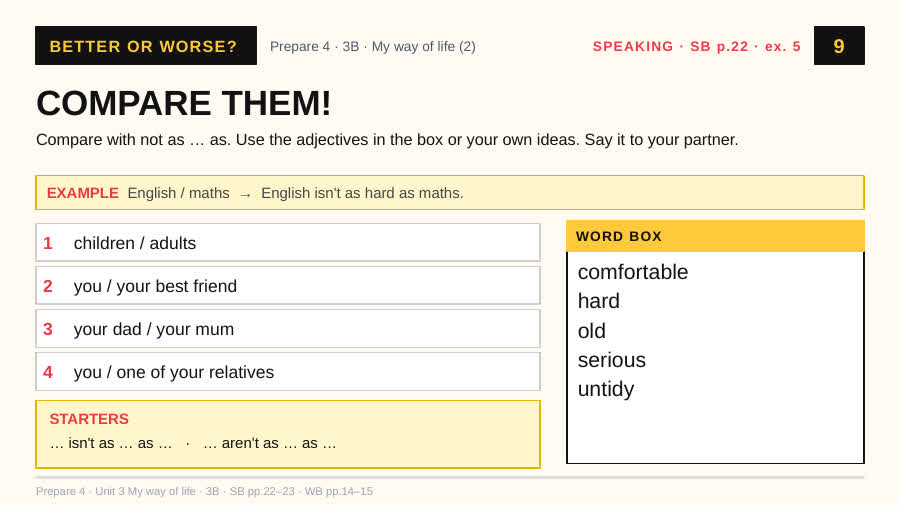 BETTER OR WORSE?
Prepare 4 · 3B · My way of life (2)
SPEAKING · SB p.22 · ex. 5
9
COMPARE THEM!
Compare with not as … as. Use the adjectives in the box or your own ideas. Say it to your partner.
EXAMPLE English / maths → English isn't as hard as maths.
1 children / adults
2 you / your best friend
3 your dad / your mum
4 you / one of your relatives
STARTERS
… isn't as … as … · … aren't as … as …
WORD BOX
comfortable
hard
old
serious
untidy
Prepare 4 · Unit 3 My way of life · 3B · SB pp.22–23 · WB pp.14–15